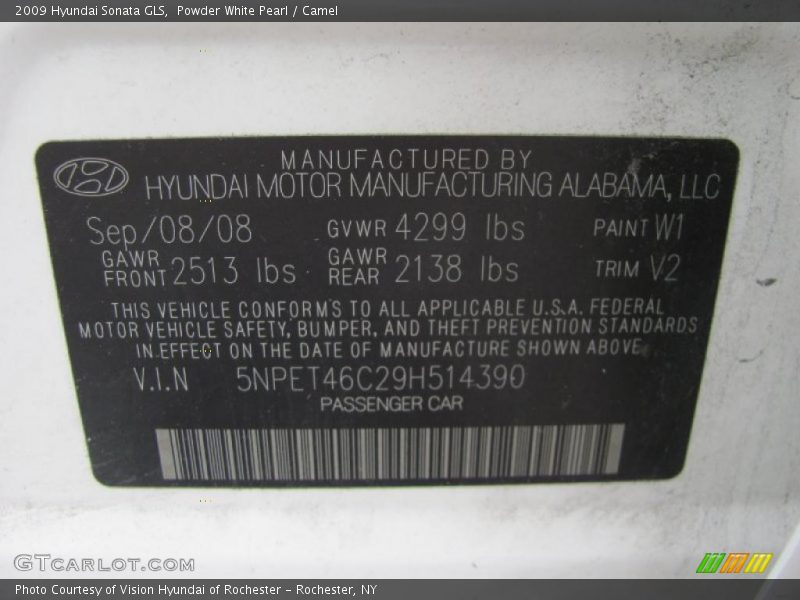 2009 Hyundai Sonata GLS, Powder White Pearl / Camel
MANUFACTURED BY
HYUNDAI MOTOR MANUFACTURING ALABAMA, LLC
Sep/08/08 GVWR 4299 lbs PAINT W1
GAWR FRONT 2513 lbs GAWR REAR 2138 lbs TRIM V2
THIS VEHICLE CONFORM'S TO ALL APPLICABLE U.S.A. FEDERAL
MOTOR VEHICLE SAFETY, BUMPER, AND THEFT PREVENTION STANDARDS
IN EFFECT ON THE DATE OF MANUFACTURE SHOWN ABOVE
V.I.N 5NPET46C29H514390
PASSENGER CAR
GTCARLOT.COM
Photo Courtesy of Vision Hyundai of Rochester - Rochester, NY